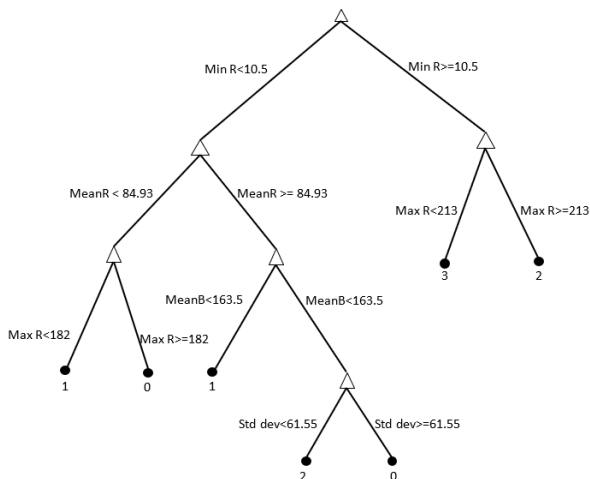 Min R<10.5
Min R>=10.5
MeanR < 84.93
MeanR >= 84.93
Max R<213
Max R>=213
3
2
MeanB<163.5
MeanB<163.5
Max R<182
Max R>=182
1
0
1
Std dev<61.55
Std dev>=61.55
2
0